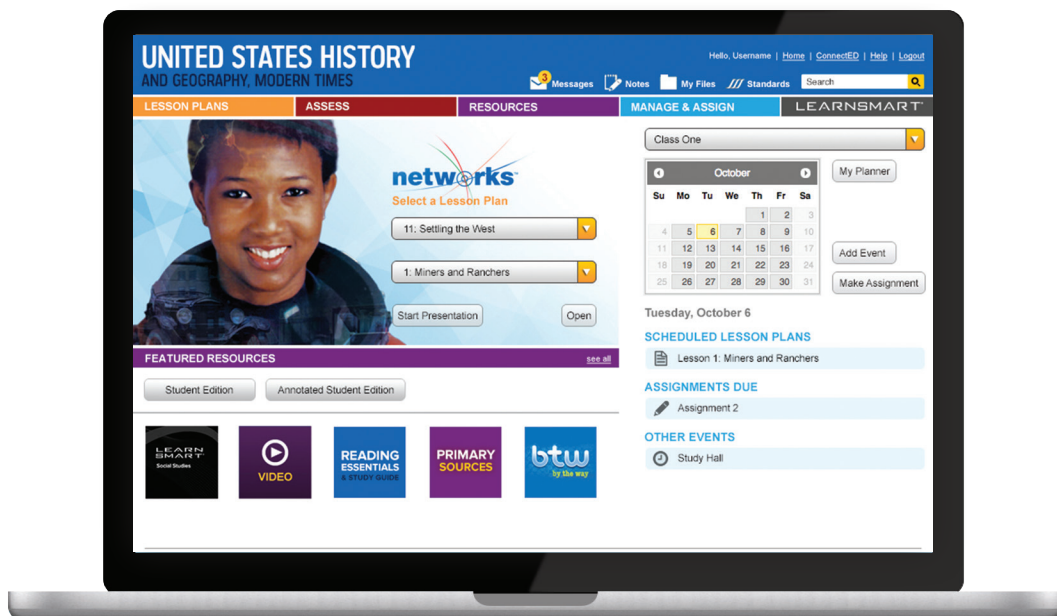 UNITED STATES HISTORY
AND GEOGRAPHY, MODERN TIMES
Hello, Username | Home | ConnectED | Help | Logout
3
Messages Notes My Files Standards Search
LESSON PLANS ASSESS RESOURCES MANAGE & ASSIGN LEARNSMART
networks
Select a Lesson Plan
11: Settling the West
1: Miners and Ranchers
Start Presentation Open
FEATURED RESOURCES see all
Student Edition Annotated Student Edition
LEARN
SMART
Social Studies
VIDEO
READING
ESSENTIALS
& STUDY GUIDE
PRIMARY
SOURCES
btw
by the way
Class One
October
My Planner
Su Mo Tu We Th Fr Sa
1 2 3
4 5 6 7 8 9 10
11 12 13 14 15 16 17
18 19 20 21 22 23 24
25 26 27 28 29 30 31
Add Event
Make Assignment
Tuesday, October 6
SCHEDULED LESSON PLANS
Lesson 1: Miners and Ranchers
ASSIGNMENTS DUE
Assignment 2
OTHER EVENTS
Study Hall